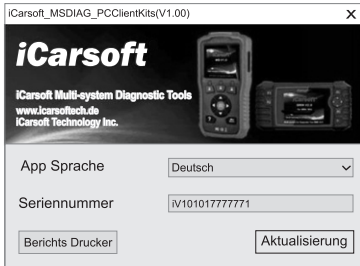 iCarsoft_MSDIAG_PCClientKits(V1.00) X
iCarsoft
iCarsoft Multi-system Diagnostic Tools
www.icarsoftech.de
iCarsoft Technology Inc.
App Sprache Deutsch
Seriennummer iV101017777771
Berichts Drucker Aktualisierung